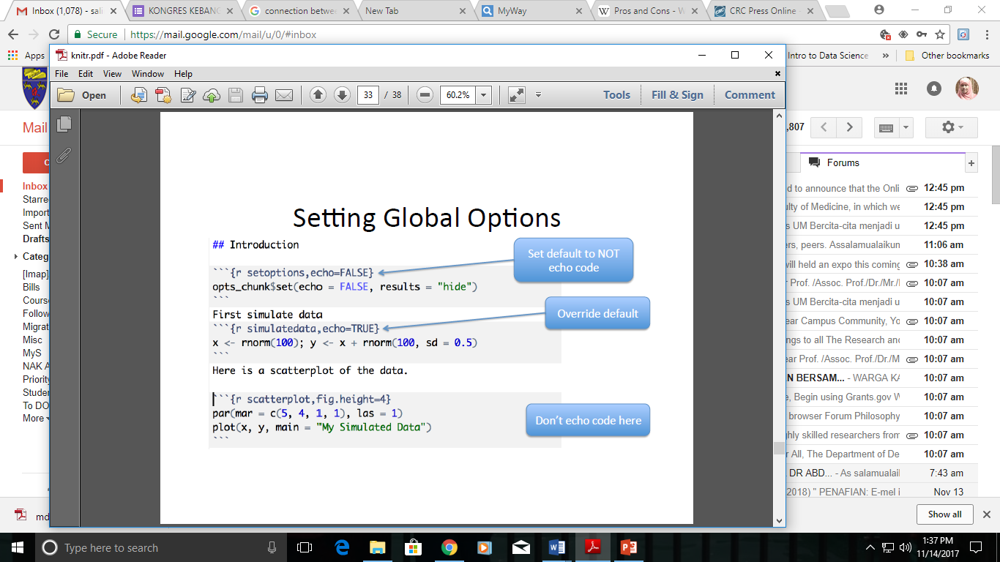 Inbox (1,078) - sali
KONGRES KEBANG
connection betwee
New Tab
MyWay
Pros and Cons - W
CRC Press Online -
Secure
https://mail.google.com/mail/u/0/#inbox
Apps
Intro to Data Science
»
Other bookmarks
knitr.pdf - Adobe Reader
File Edit View Window Help
Open
33 / 38
60.2%
Tools
Fill & Sign
Comment
Mail
C
Inbox
Starre
Import
Sent M
Drafts
Categ
[Imap]
Bills
Course
Follow
Migrat
Misc
MyS
NAK A
Priority
Studen
To DO
More
Setting Global Options
## Introduction
```{r setoptions,echo=FALSE}
opts_chunk$set(echo = FALSE, results = "hide")
```
First simulate data
```{r simulatedata,echo=TRUE}
x <- rnorm(100); y <- x + rnorm(100, sd = 0.5)
```
Here is a scatterplot of the data.
```{r scatterplot,fig.height=4}
par(mar = c(5, 4, 1, 1), las = 1)
plot(x, y, main = "My Simulated Data")
```
Set default to NOT
echo code
Override default
Don't echo code here
,807
Forums
+
d to announce that the Onli 12:45 pm
ulty of Medicine, in which we 12:45 pm
s UM Bercita-cita menjadi u 12:45 pm
ers, peers. Assalamualaikun 11:06 am
will held an expo this coming 10:38 am
r Prof. /Assoc. Prof./Dr./Mr./ 10:07 am
s UM Bercita-cita menjadi u 10:07 am
ear Campus Community, Yo 10:07 am
ngs to all The Research and 10:07 am
ear Prof. /Assoc. Prof./Dr./M 10:07 am
N BERSAM... - WARGA KA 10:07 am
e, Begin using Grants.gov W 10:07 am
browser Forum Philosophy 10:07 am
ghly skilled researchers from 10:07 am
r All, The Department of De 10:07 am
DR ABD... - As salamualai 7:43 am
2018) " PENAFIAN: E-mel i Nov 13
md
Show all
Type here to search
1:37 PM
11/14/2017